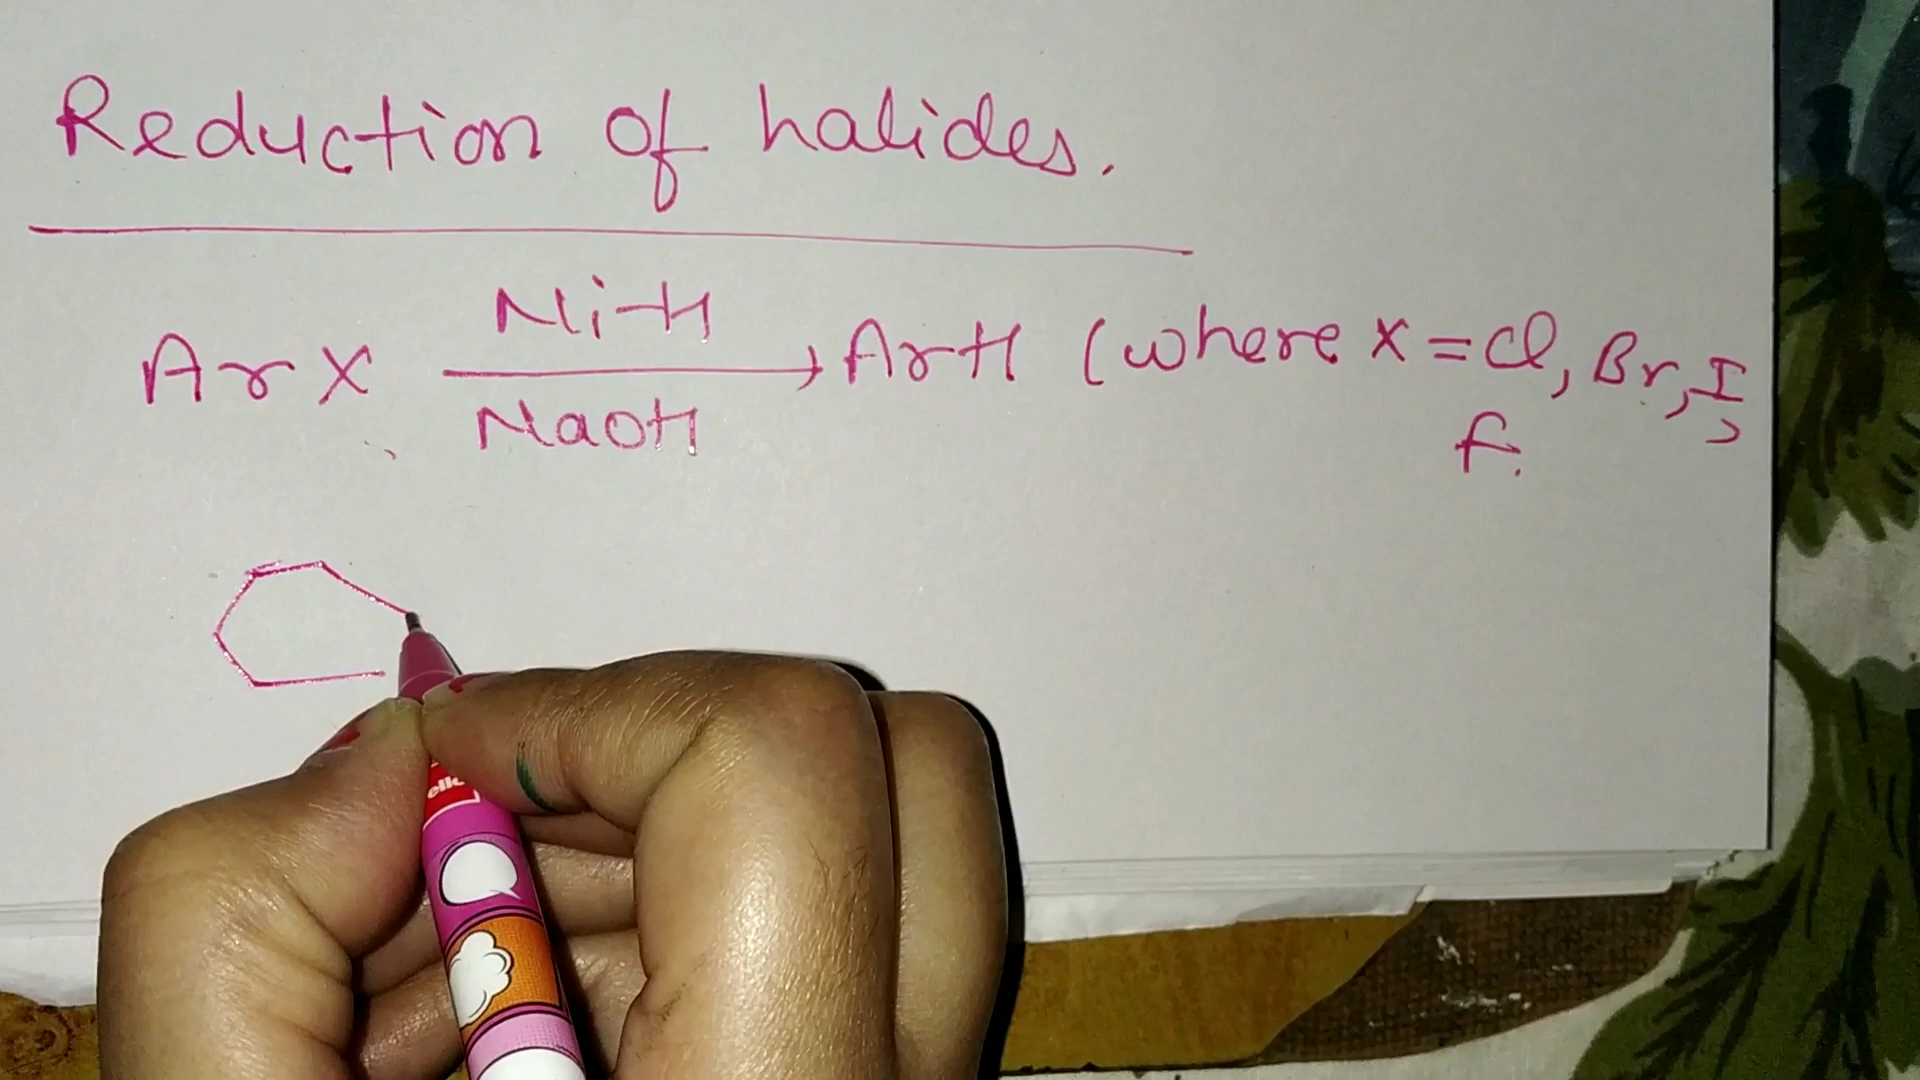 Reduction of halides.
Ni-H
ArX → ArH (where X = Cl, Br, I,
NaOH
f.